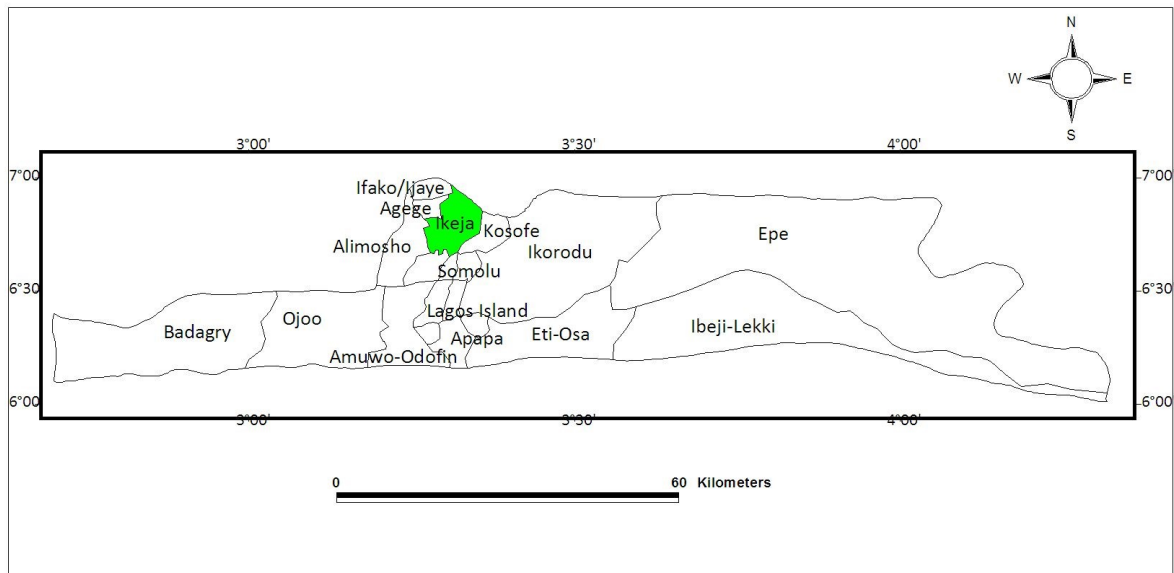 N
W E
S
3°00' 3°30' 4°00'
7°00 7°00
Ifako/Ijaye
Agege
Ikeja
Kosofe
Alimosho
Ikorodu
Epe
Somolu
6°30 6°30
Lagos Island
Ojoo
Badagry
Apapa
Eti-Osa
Ibeji-Lekki
Amuwo-Odofin
6°00 6°00
3°00' 3°30' 4°00'
0 60 Kilometers